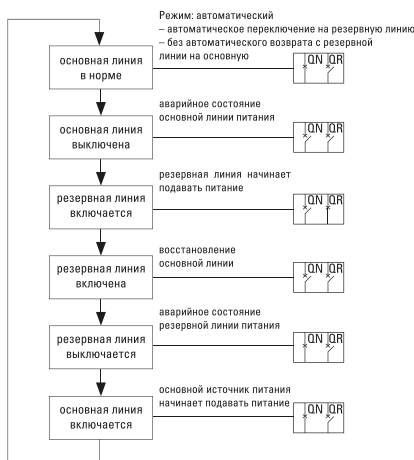 Режим: автоматический
– автоматическое переключение на резервную линию
– без автоматического возврата с резервной
линии на основную
основная линия
в норме
QN QR
аварийное состояние
основной линии питания
основная линия
выключена
QN QR
резервная линия начинает
подавать питание
резервная линия
включается
QN QR
восстановление
основной линии
резервная линия
включена
QN QR
аварийное состояние
резервной линии питания
резервная линия
выключается
QN QR
основной источник питания
начинает подавать питание
основная линия
включается
QN QR